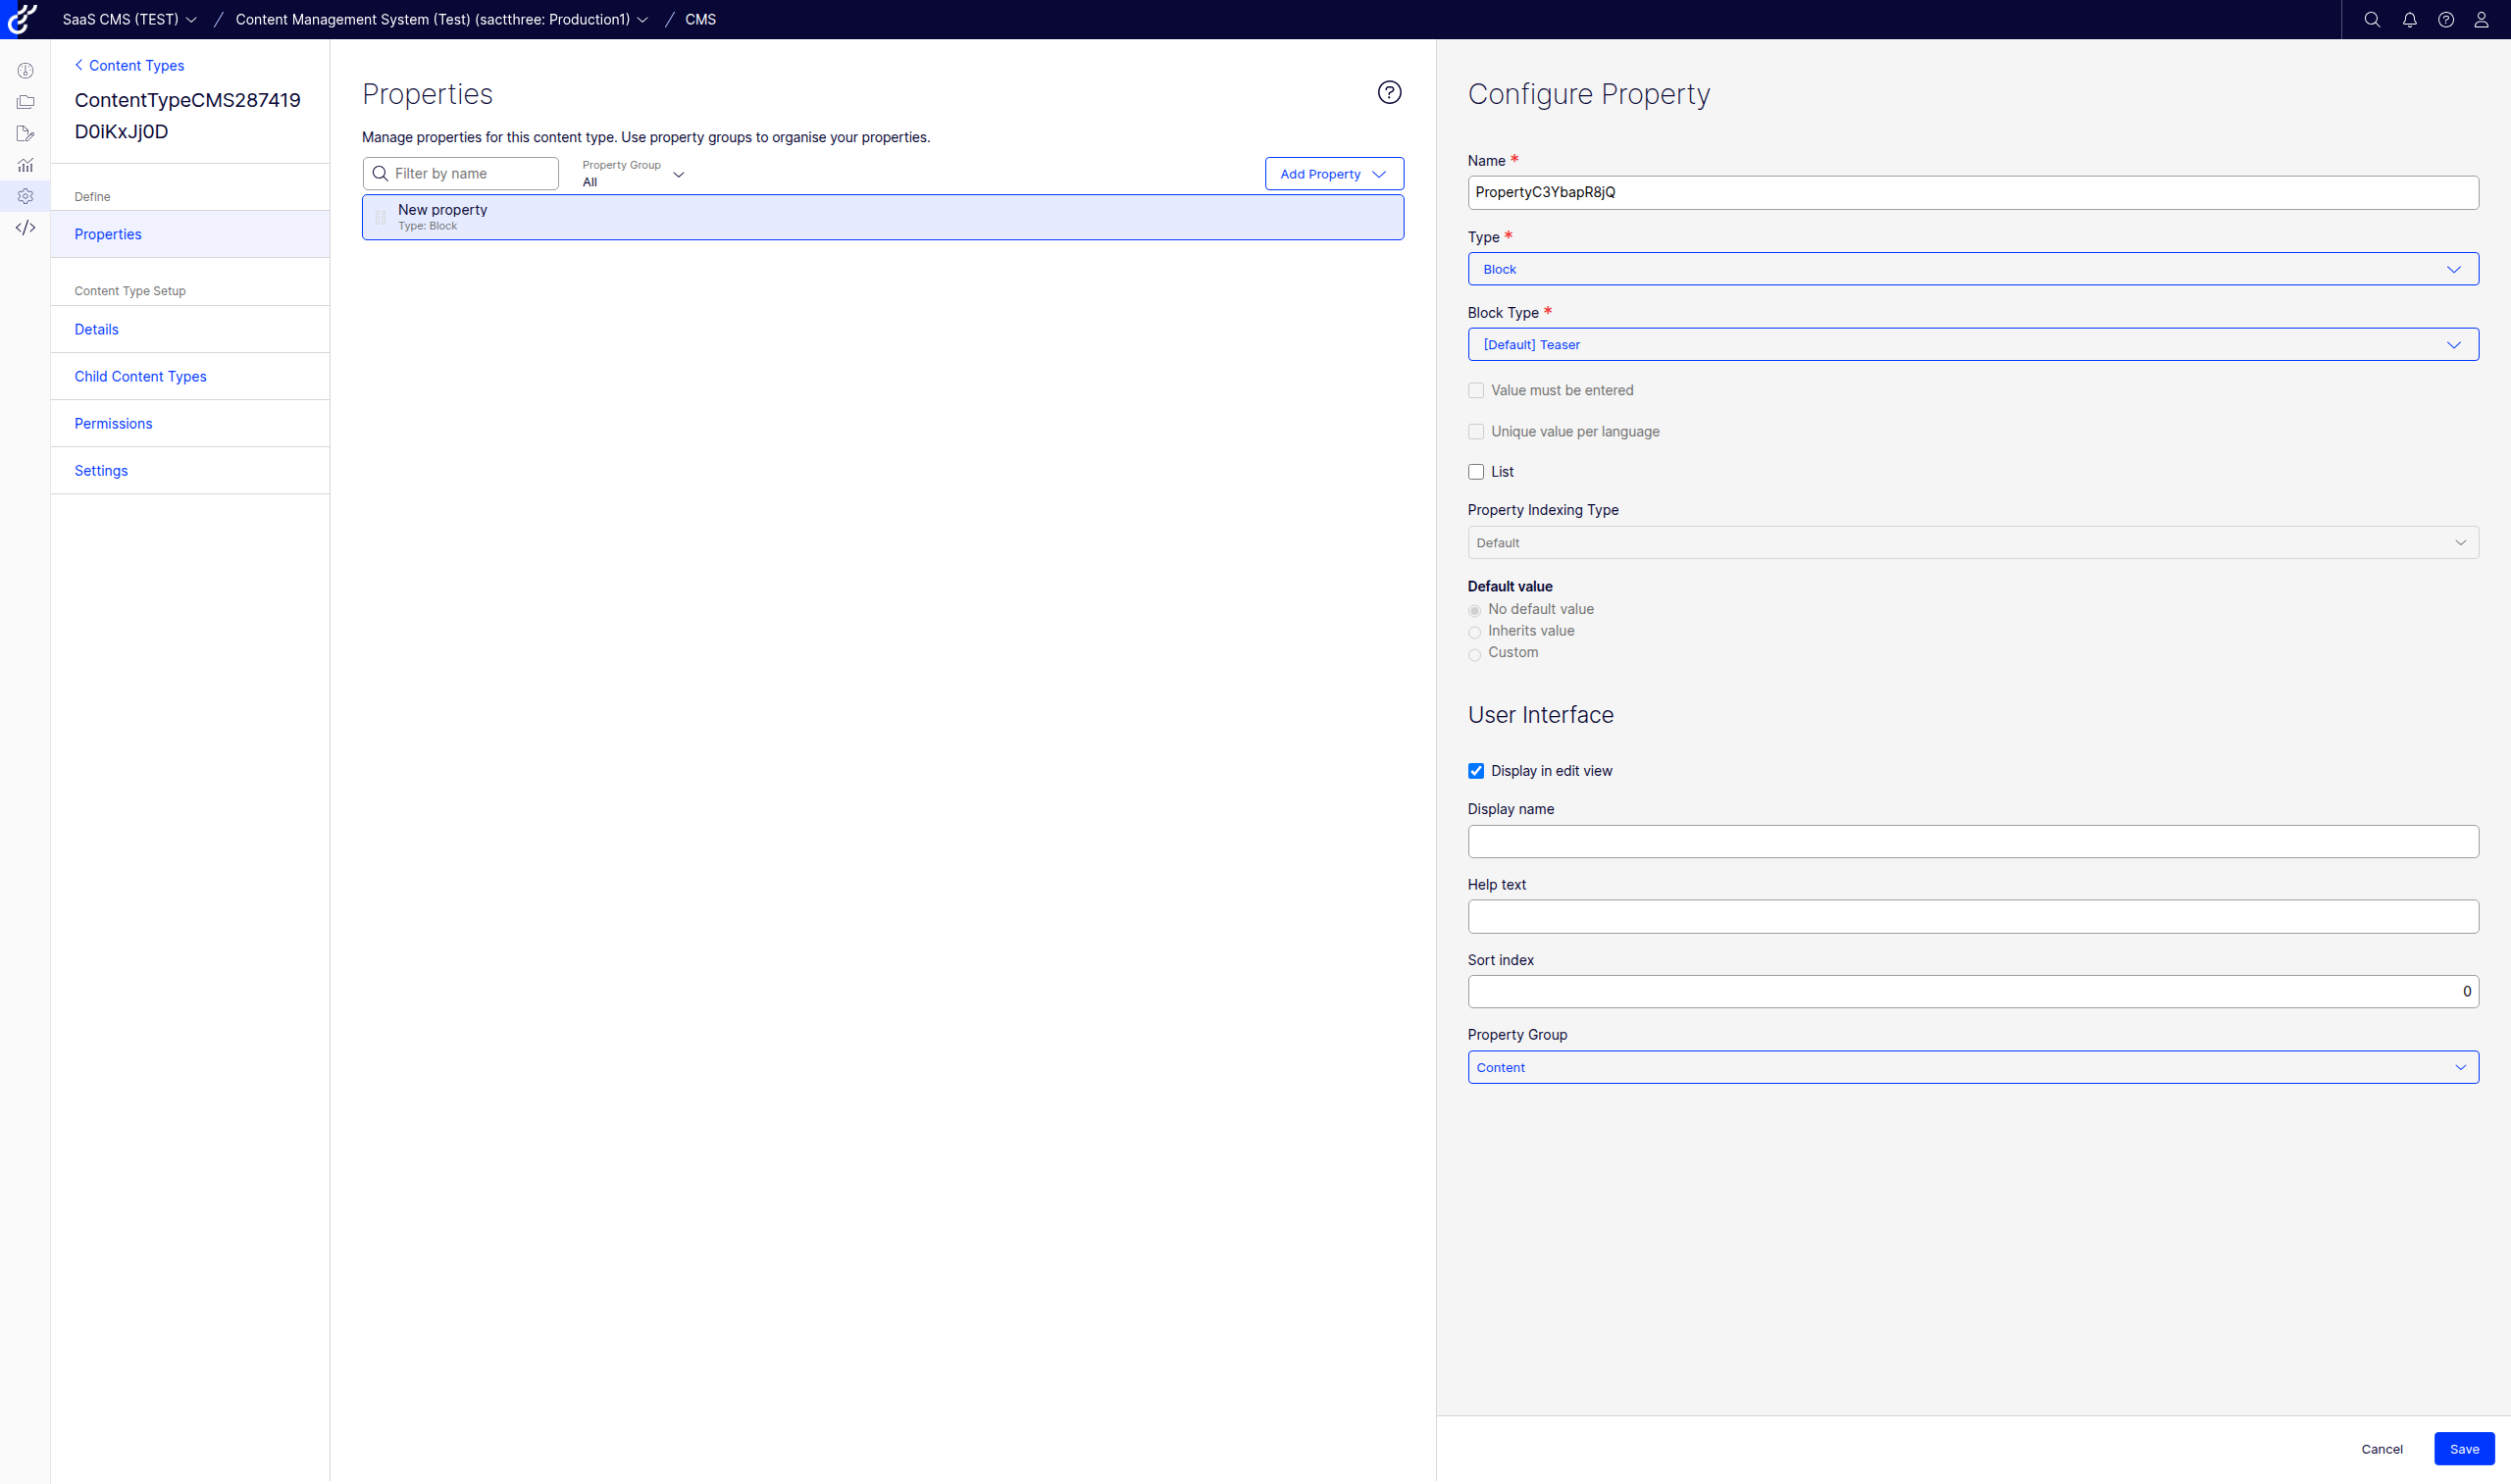 SaaS CMS (TEST) / Content Management System (Test) (sactthree: Production1) / CMS
Content Types
ContentTypeCMS287419
D0iKxJj0D
Define
Properties
Content Type Setup
Details
Child Content Types
Permissions
Settings
Properties
Manage properties for this content type. Use property groups to organise your properties.
Filter by name
Property Group
All
Add Property
New property
Type: Block
Configure Property
Name *
PropertyC3YbapR8jQ
Type *
Block
Block Type *
[Default] Teaser
Value must be entered
Unique value per language
List
Property Indexing Type
Default
Default value
No default value
Inherits value
Custom
User Interface
Display in edit view
Display name
Help text
Sort index
0
Property Group
Content
Cancel
Save